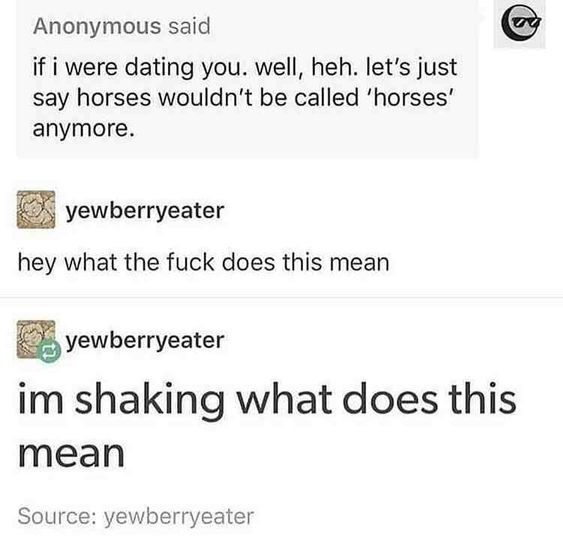 Anonymous said
if i were dating you. well, heh. let's just
say horses wouldn't be called 'horses'
anymore.
yewberryeater
hey what the fuck does this mean
yewberryeater
im shaking what does this
mean
Source: yewberryeater